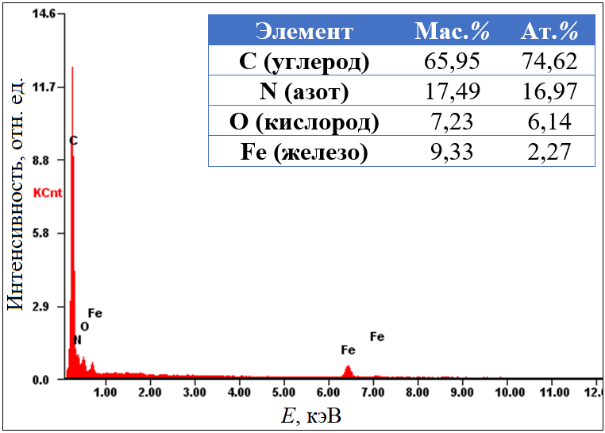 14.6
Элемент Мас.% Ат.%
C (углерод) 65,95 74,62
N (азот) 17,49 16,97
O (кислород) 7,23 6,14
Fe (железо) 9,33 2,27
11.7
8.8
KCnt
5.8
2.9
0.0
Интенсивность, отн. ед.
C
N
O
Fe
Fe
Fe
1.00 2.00 3.00 4.00 5.00 6.00 7.00 8.00 9.00 10.00 11.00 12.00
E, кэВ